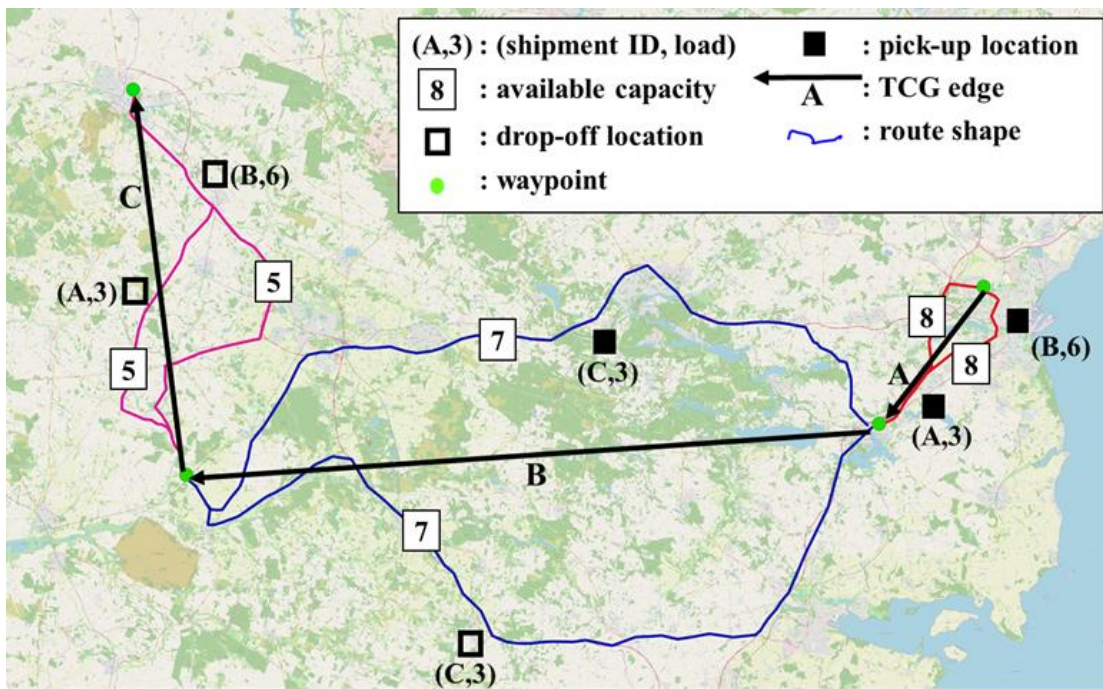 (A,3) : (shipment ID, load)
: pick-up location
8 : available capacity
A : TCG edge
: drop-off location
: route shape
: waypoint
(B,6)
C
(A,3)
5
5
7
(C,3)
8
8
A
(B,6)
(A,3)
B
7
(C,3)